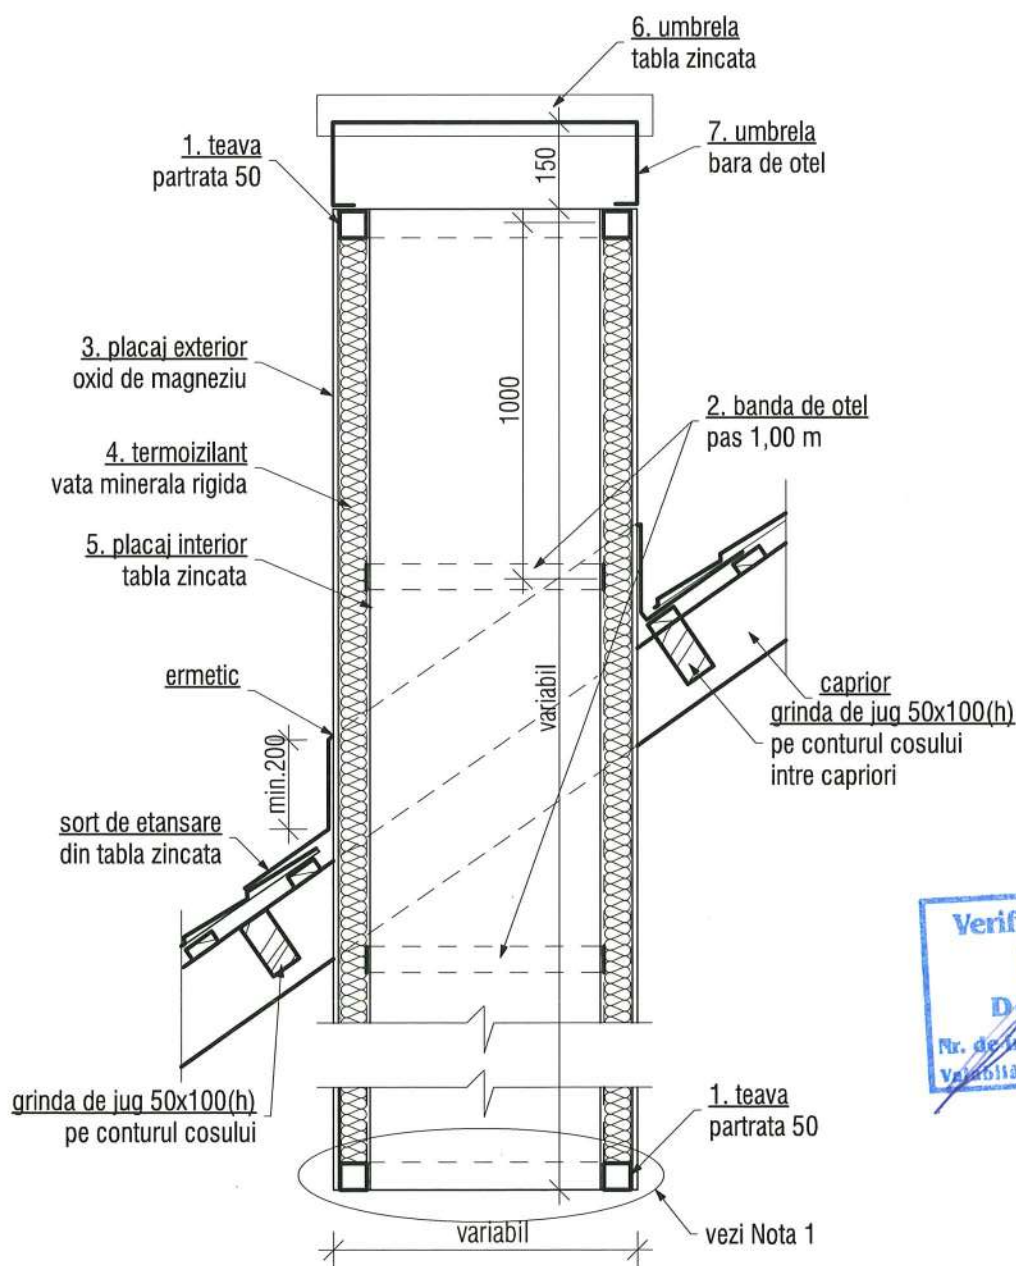 6. umbrela
tabla zincata
7. umbrela
bara de otel
1. teava
partrata 50
150
3. placaj exterior
oxid de magneziu
1000
2. banda de otel
pas 1,00 m
4. termoizilant
vata minerala rigida
5. placaj interior
tabla zincata
ermetic
variabil
caprior
grinda de jug 50x100(h)
pe conturul cosului
intre capriori
min.200
sort de etansare
din tabla zincata
Nr. de
grinda de jug 50x100(h)
pe conturul cosului
1. teava
partrata 50
variabil
vezi Nota 1